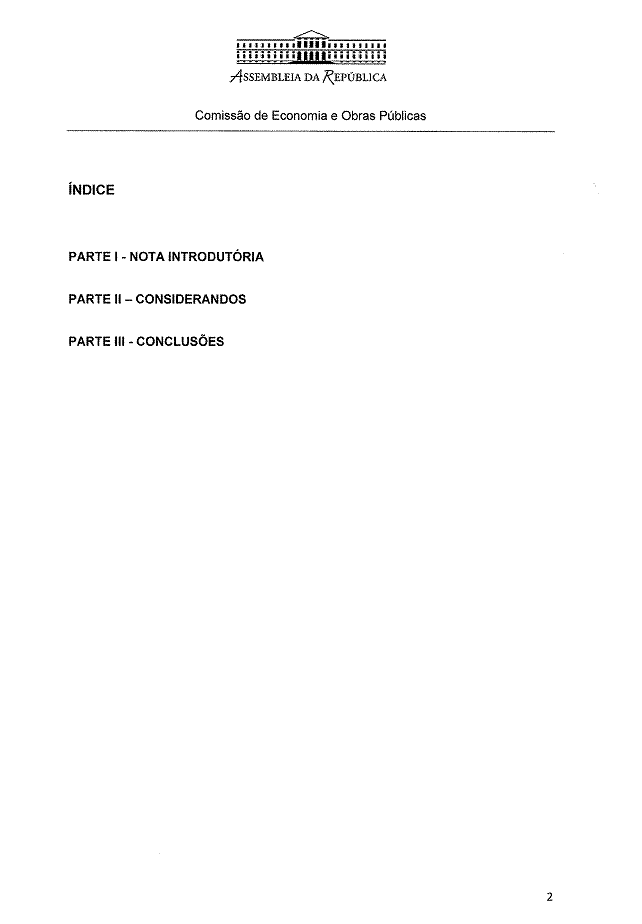 ASSEMBLEIA DA REPÚBLICA
Comissão de Economia e Obras Públicas
ÍNDICE
PARTE I - NOTA INTRODUTÓRIA
PARTE II – CONSIDERANDOS
PARTE III - CONCLUSÕES
2